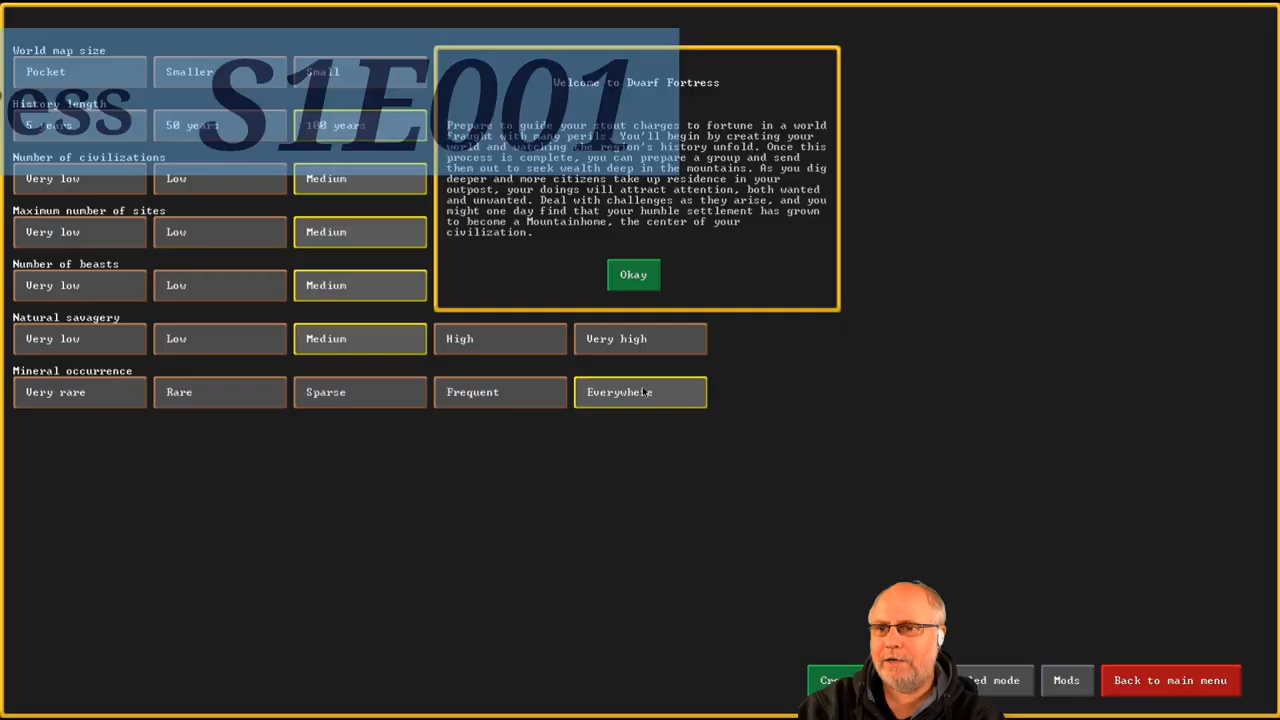 World map size
Pocket Smaller Small
ess S1E001
History length
5 years 50 years 100 years
Number of civilizations
Very low Low Medium
Maximum number of sites
Very low Low Medium
Number of beasts
Very low Low Medium
Natural savagery
Very low Low Medium High Very high
Mineral occurrence
Very rare Rare Sparse Frequent Everywhere
Welcome to Dwarf Fortress
Prepare to guide your stout charges to fortune in a world
fraught with many perils. You'll begin by creating your
world and watching the region's history unfold. Once this
process is complete, you can prepare a group and send
them out to seek wealth deep in the mountains. As you dig
deeper and more citizens take up residence in your
outpost, your doings will attract attention, both wanted
and unwanted. Deal with challenges as they arise, and you
might one day find that your humble settlement has grown
to become a Mountainhome, the center of your
civilization.
Okay
Cre led mode Mods Back to main menu